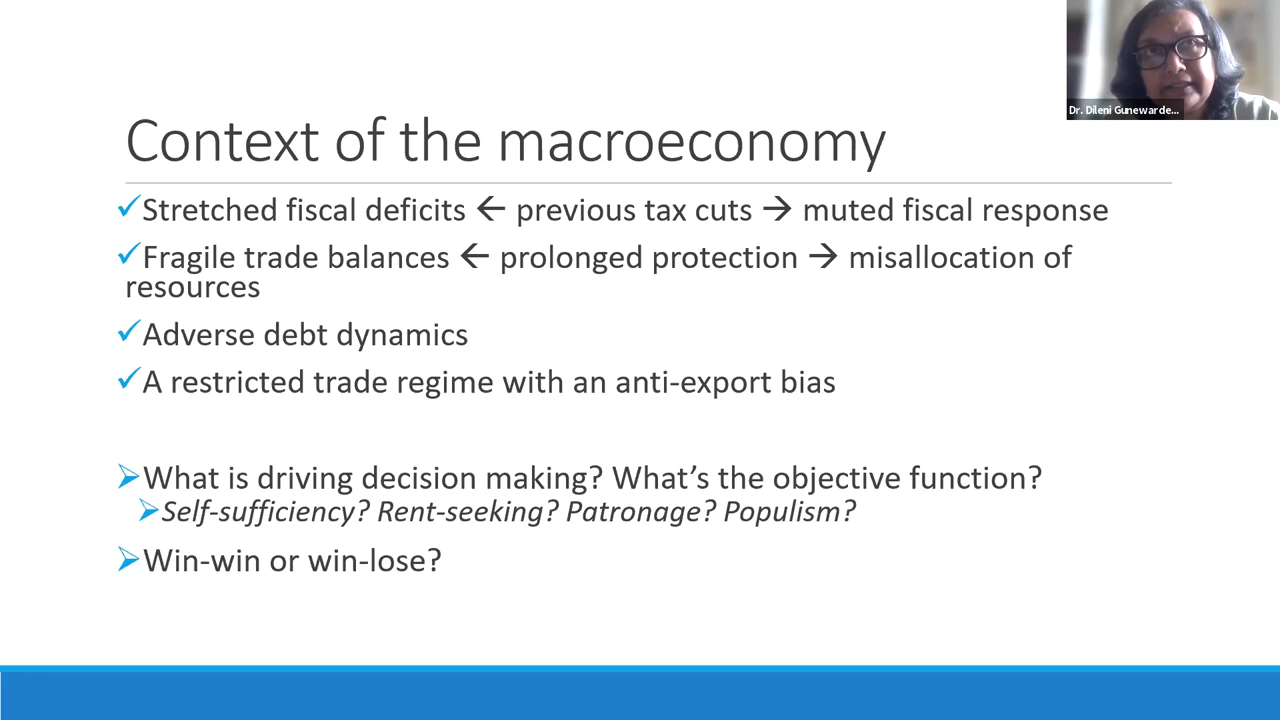 Dr. Dileni Gunewarde...
Context of the macroeconomy
✓Stretched fiscal deficits ← previous tax cuts → muted fiscal response
✓Fragile trade balances ← prolonged protection → misallocation of
resources
✓Adverse debt dynamics
✓A restricted trade regime with an anti-export bias
➢What is driving decision making? What’s the objective function?
➢Self-sufficiency? Rent-seeking? Patronage? Populism?
➢Win-win or win-lose?